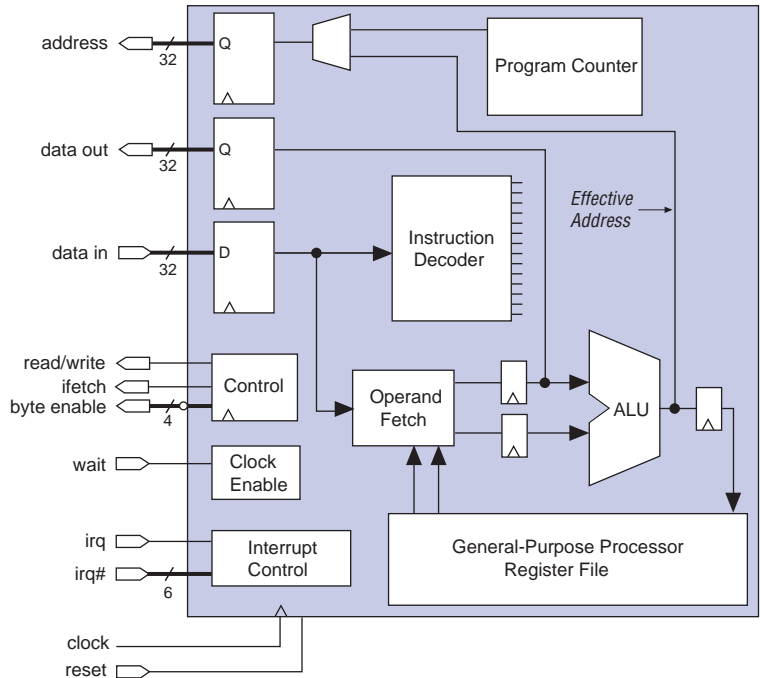 address
32
Q
Program Counter
data out
32
Q
Effective
Address
data in
32
D
Instruction
Decoder
read/write
ifetch
byte enable
4
Control
Operand
Fetch
ALU
wait
Clock
Enable
irq
irq#
6
Interrupt
Control
General-Purpose Processor
Register File
clock
reset